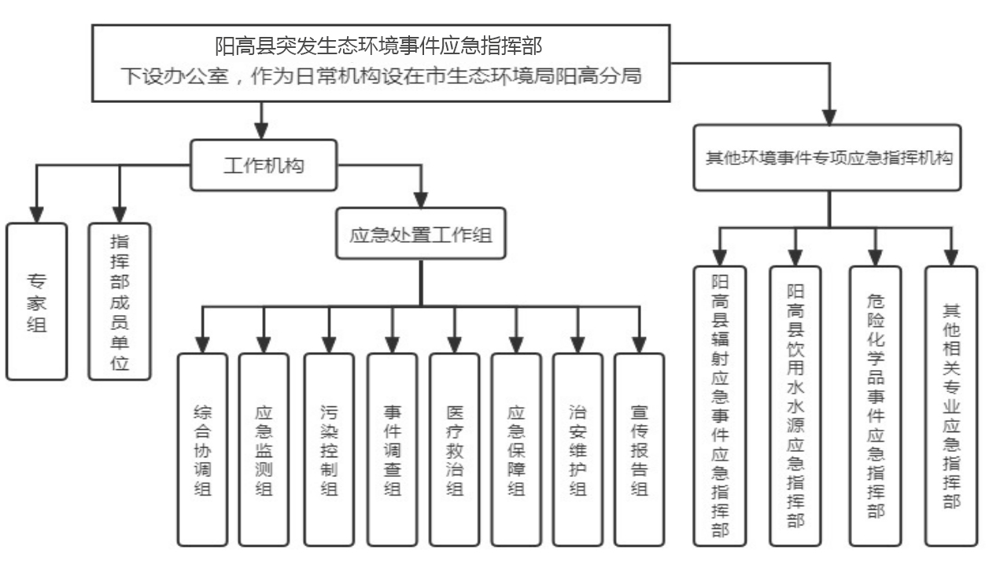 阳高县突发生态环境事件应急指挥部
下设办公室，作为日常机构设在市生态环境局阳高分局
其他环境事件专项应急指挥机构
工作机构
应急处置工作组
专家组
指挥部成员单位
综合协调组
应急监测组
污染控制组
事件调查组
医疗救治组
应急保障组
治安维护组
宣传报告组
阳高县辐射应急事件应急指挥部
阳高县饮用水水源应急指挥部
危险化学品事件应急指挥部
其他相关专业应急指挥部